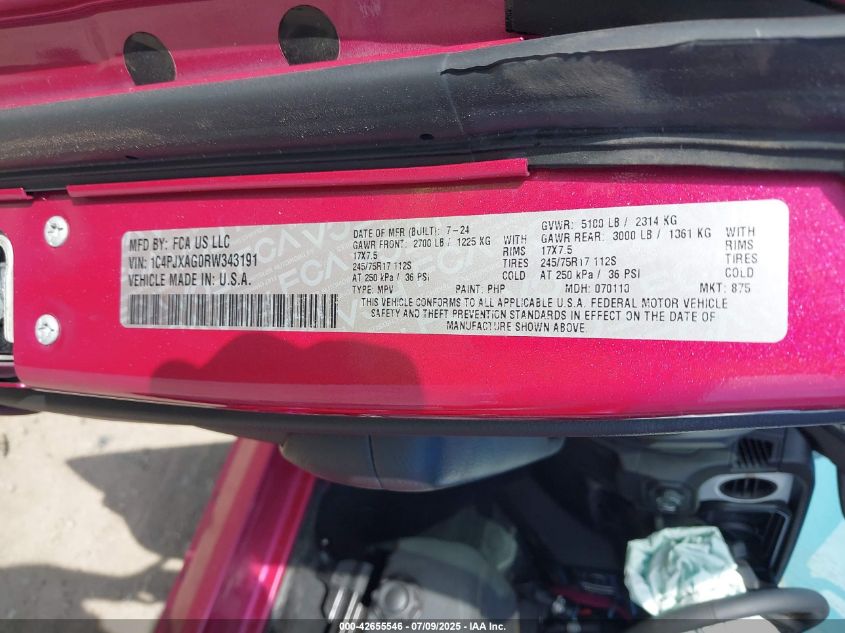 MFD BY: FCA US LLC
VIN: 1C4PJXAG0RW343191
VEHICLE MADE IN U.S.A.
DATE OF MFR (BUILT): 7-24
GAWR FRONT: 2700 LB / 1225 KG
17X7.5
245/75R17 112S
AT 250 kPa / 36 PSI
TYPE: MPV
PAINT: PHP
GVWR: 5100 LB / 2314 KG
GAWR REAR: 3000 LB / 1361 KG WITH
RIMS 17X7.5 RIMS
TIRES 245/75R17 112S TIRES
COLD AT 250 kPa / 36 PSI COLD
MDH: 070113 MKT: 875
WITH
THIS VEHICLE CONFORMS TO ALL APPLICABLE U.S.A. FEDERAL MOTOR VEHICLE
SAFETY AND THEFT PREVENTION STANDARDS IN EFFECT ON THE DATE OF
MANUFACTURE SHOWN ABOVE.
000-42655546 - 07/09/2025 - IAAI.com